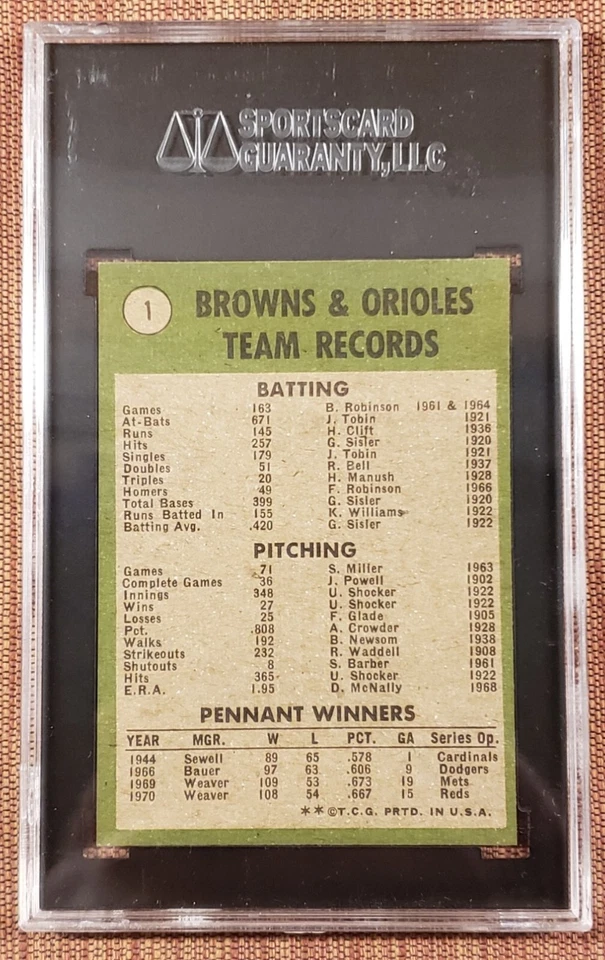 SPORTSCARD
GUARANTY, LLC
1
BROWNS & ORIOLES
TEAM RECORDS
BATTING
Games 163 B. Robinson 1961 & 1964
At-Bats 671 J. Tobin 1921
Runs 145 H. Clift 1936
Hits 257 G. Sisler 1920
Singles 179 J. Tobin 1921
Doubles 51 R. Bell 1937
Triples 20 H. Manush 1928
Homers 49 F. Robinson 1966
Total Bases 399 G. Sisler 1920
Runs Batted In 155 K. Williams 1922
Batting Avg. .420 G. Sisler 1922
PITCHING
Games 71 S. Miller 1963
Complete Games 36 J. Powell 1902
Innings 348 U. Shocker 1922
Wins 27 U. Shocker 1922
Losses 25 F. Glade 1905
Pct. .808 A. Crowder 1928
Walks 192 B. Newsom 1938
Strikeouts 232 R. Waddell 1908
Shutouts 8 S. Barber 1961
Hits 365 U. Shocker 1922
E.R.A. 1.95 D. McNally 1968
PENNANT WINNERS
YEAR MGR. W L PCT. GA Series Op.
1944 Sewell 89 65 .578 1 Cardinals
1966 Bauer 97 63 .606 9 Dodgers
1969 Weaver 109 53 .673 19 Mets
1970 Weaver 108 54 .667 15 Reds
**©T.C.G. PRTD. IN U.S.A.